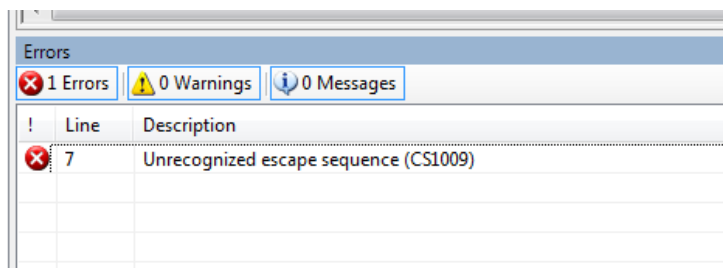 Errors
1 Errors 0 Warnings 0 Messages
! Line Description
7 Unrecognized escape sequence (CS1009)